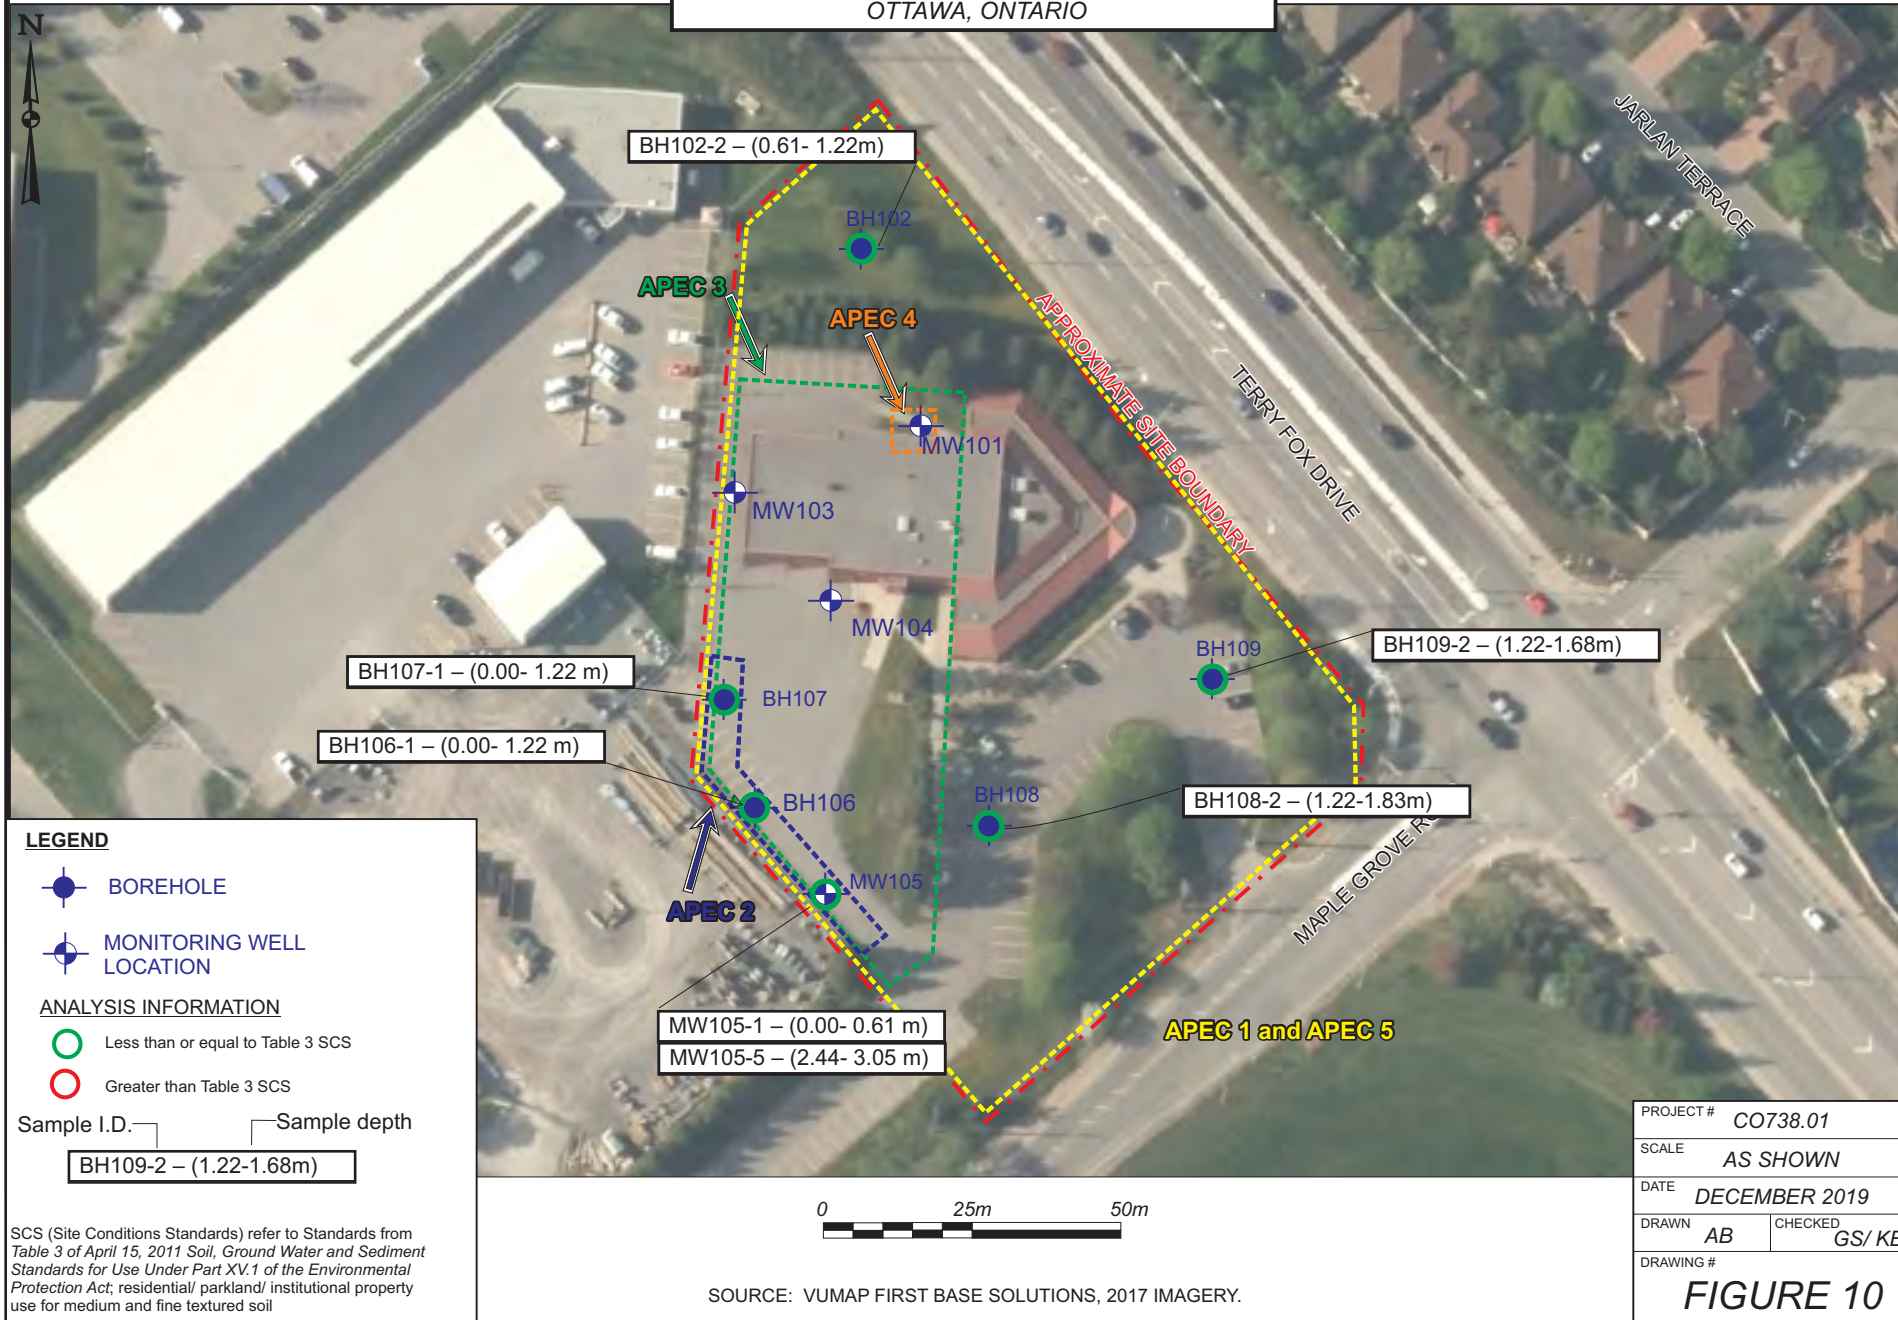 OTTAWA, ONTARIO
N
JARLAN TERRACE
BH102-2 – (0.61- 1.22m)
BH102
APEC 3
APEC 4
APPROXIMATE SITE BOUNDARY
TERRY FOX DRIVE
MW101
MW103
MW104
BH109
BH109-2 – (1.22-1.68m)
BH107-1 – (0.00- 1.22 m)
BH107
BH106-1 – (0.00- 1.22 m)
BH106
BH108
BH108-2 – (1.22-1.83m)
MAPLE GROVE
MW105
APEC 2
MW105-1 – (0.00- 0.61 m)
MW105-5 – (2.44- 3.05 m)
APEC 1 and APEC 5
LEGEND
BOREHOLE
MONITORING WELL
LOCATION
ANALYSIS INFORMATION
Less than or equal to Table 3 SCS
Greater than Table 3 SCS
Sample I.D.
Sample depth
BH109-2 – (1.22-1.68m)
SCS (Site Conditions Standards) refer to Standards from
Table 3 of April 15, 2011 Soil, Ground Water and Sediment
Standards for Use Under Part XV.1 of the Environmental
Protection Act; residential/ parkland/ institutional property
use for medium and fine textured soil
0 25m 50m
SOURCE: VUMAP FIRST BASE SOLUTIONS, 2017 IMAGERY.
PROJECT # CO738.01
SCALE AS SHOWN
DATE DECEMBER 2019
DRAWN AB CHECKED GS/
DRAWING #
FIGURE 10